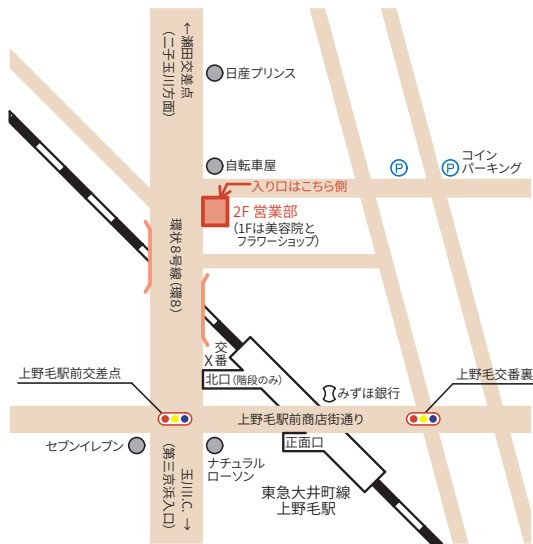 ←瀬田交差点
(二子玉川方面)
日産プリンス
自転車屋
コイン
パーキング
P
P
入り口はこちら側
2F 営業部
(1Fは美容院と
フラワーショップ)
環状8号線(環8)
交
X番
北口(階段のみ)
上野毛駅前交差点
みずほ銀行
上野毛交番裏
上野毛駅前商店街通り
セブンイレブン
正面口
ナチュラル
ローソン
東急大井町線
上野毛駅
玉川I.C. →
(第三京浜入口)